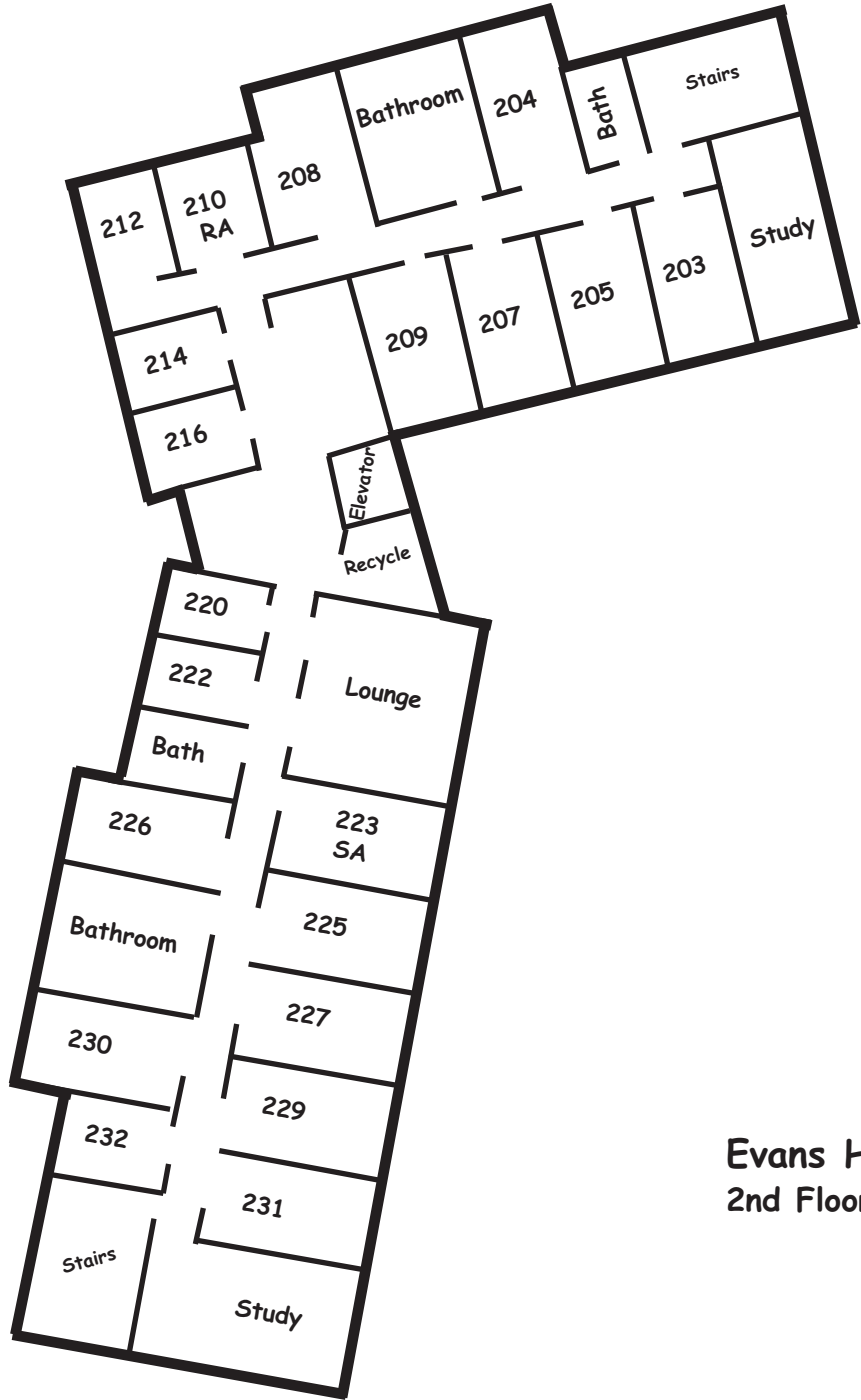 Stairs
Bathroom
204
Bath
208
212
210
RA
Study
203
205
207
209
214
216
Elevator
Recycle
220
222
Lounge
Bath
226
223
SA
225
Bathroom
227
230
229
232
231
Stairs
Study
Evans H
2nd Floor